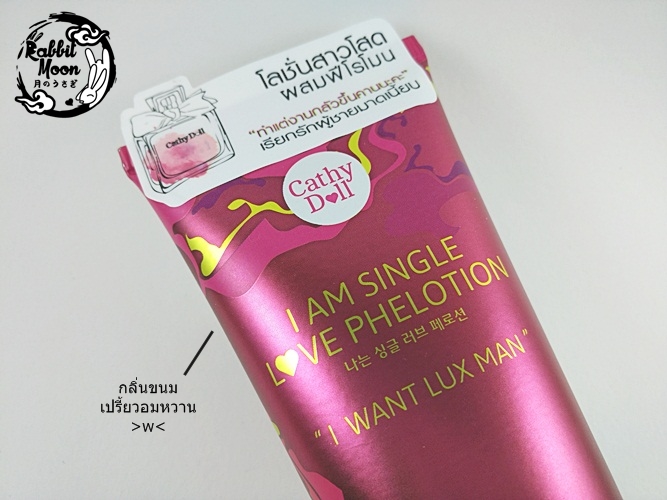 Rabbit
Moon
月のうさぎ
โลชั่นสาวโสด
ผสมฟีโรโมน
"ทำแต่งานกลัวขึ้นคานนะคะ"
เรียกรักผู้ชายมาดเนี้ยบ
Cathy Doll
Cathy
Doll
I AM SINGLE
LOVE PHELOTION
나는 싱글 러브 페로션
" I WANT LUX MAN "
กลิ่นขนม
เปรี้ยวอมหวาน
>w<